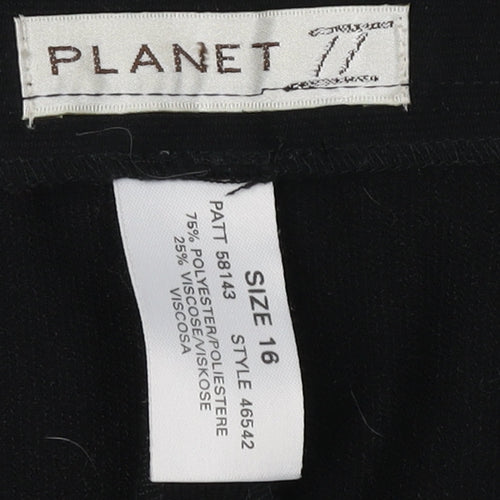 PLANET
SIZE 16
PATT 58143 STYLE 46542
75% POLYESTER/POLIESTERE
25% VISCOSE/VISKOSE
VISCOSA